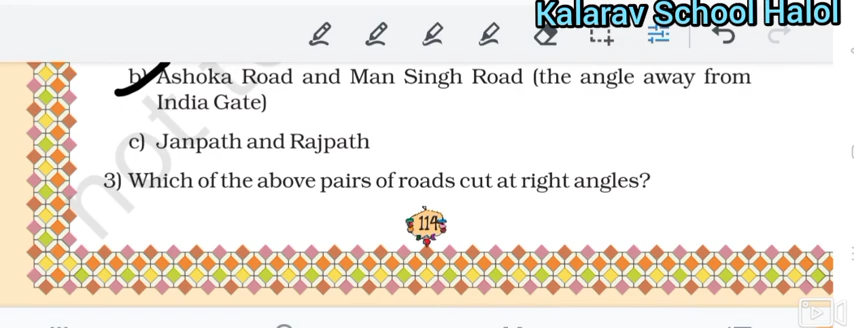 Kalarav School Halol
b) Ashoka Road and Man Singh Road (the angle away from
India Gate)
c) Janpath and Rajpath
3) Which of the above pairs of roads cut at right angles?
114